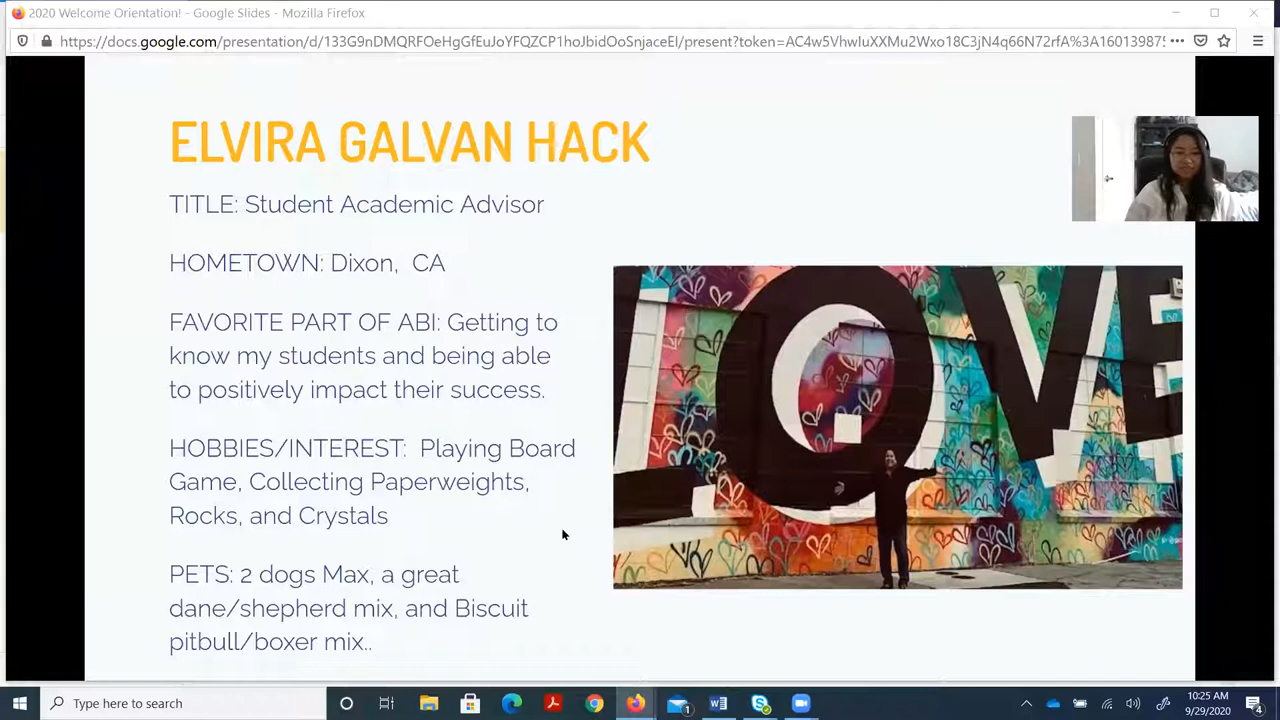 2020 Welcome Orientation! - Google Slides - Mozilla Firefox
https://docs.google.com/presentation/d/133G9nDMQRFOeHgGfEuJoYFQZCP1hoJbidOoSnjaceEI/present?token=AC4w5VhwIuXXMu2Wxo18C3jN4q66N72rfA%3A160139875
ELVIRA GALVAN HACK
TITLE: Student Academic Advisor
HOMETOWN: Dixon, CA
FAVORITE PART OF ABI: Getting to
know my students and being able
to positively impact their success.
HOBBIES/INTEREST: Playing Board
Game, Collecting Paperweights,
Rocks, and Crystals
PETS: 2 dogs Max, a great
dane/shepherd mix, and Biscuit
pitbull/boxer mix..
LOVE
Type here to search
1
W
10:25 AM
9/29/2020
4